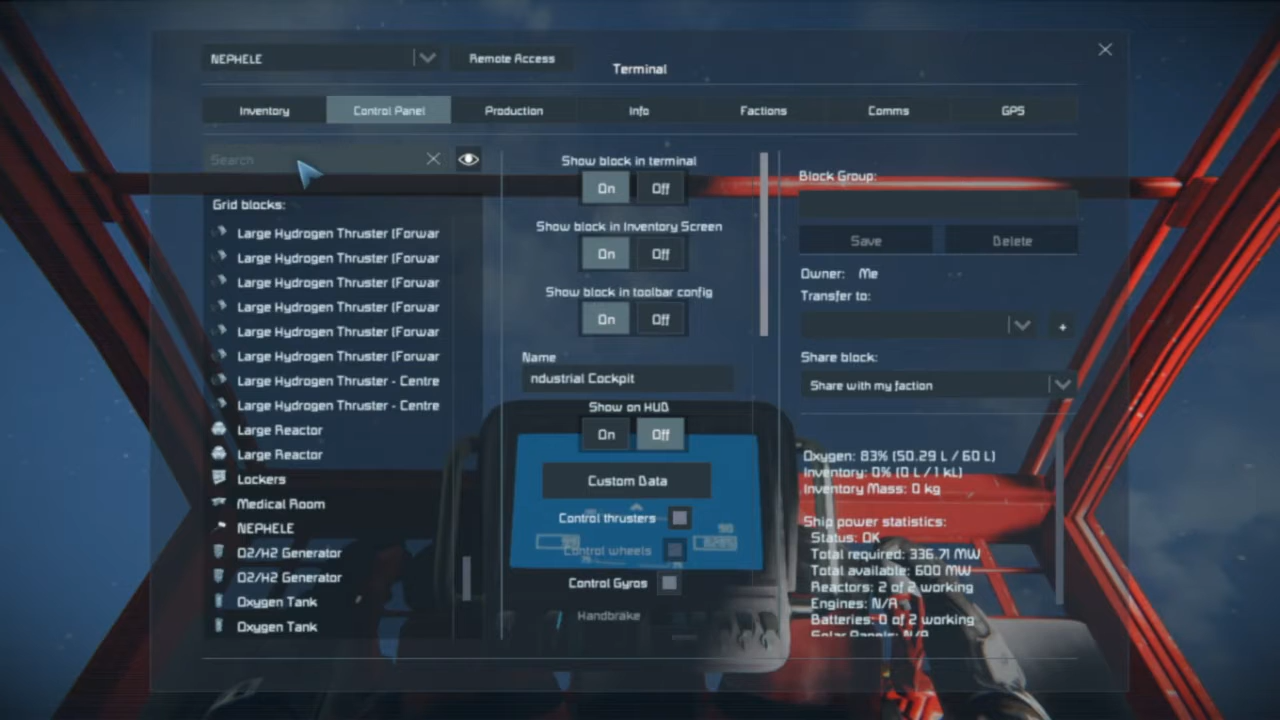 NEPHELE
Remote Access
Terminal
Inventory
Control Panel
Production
Info
Factions
Comms
GPS
Search
Grid blocks:
Large Hydrogen Thruster (Forwar
Large Hydrogen Thruster (Forwar
Large Hydrogen Thruster (Forwar
Large Hydrogen Thruster (Forwar
Large Hydrogen Thruster (Forwar
Large Hydrogen Thruster (Forwar
Large Hydrogen Thruster - Centre
Large Hydrogen Thruster - Centre
Large Reactor
Large Reactor
Lockers
Medical Room
NEPHELE
O2/H2 Generator
O2/H2 Generator
Oxygen Tank
Oxygen Tank
Show block in terminal
On Off
Show block in Inventory Screen
On Off
Show block in toolbar config
On Off
Name
ndustrial Cockpit
Show on HUD
On Off
Custom Data
Control thrusters
Control wheels
Control Gyros
Handbrake
Block Group:
Save
Delete
Owner: Me
Transfer to:
+
Share block:
Share with my faction
Oxygen: 83% (50.29 L / 60 L)
Inventory: 0% (0 L / 1 kL)
Inventory Mass: 0 kg
Ship power statistics:
Status: OK
Total required: 336.71 MW
Total available: 600 MW
Reactors: 2 of 2 working
Engines: N/A
Batteries: 0 of 2 working
Solar Panels: N/A